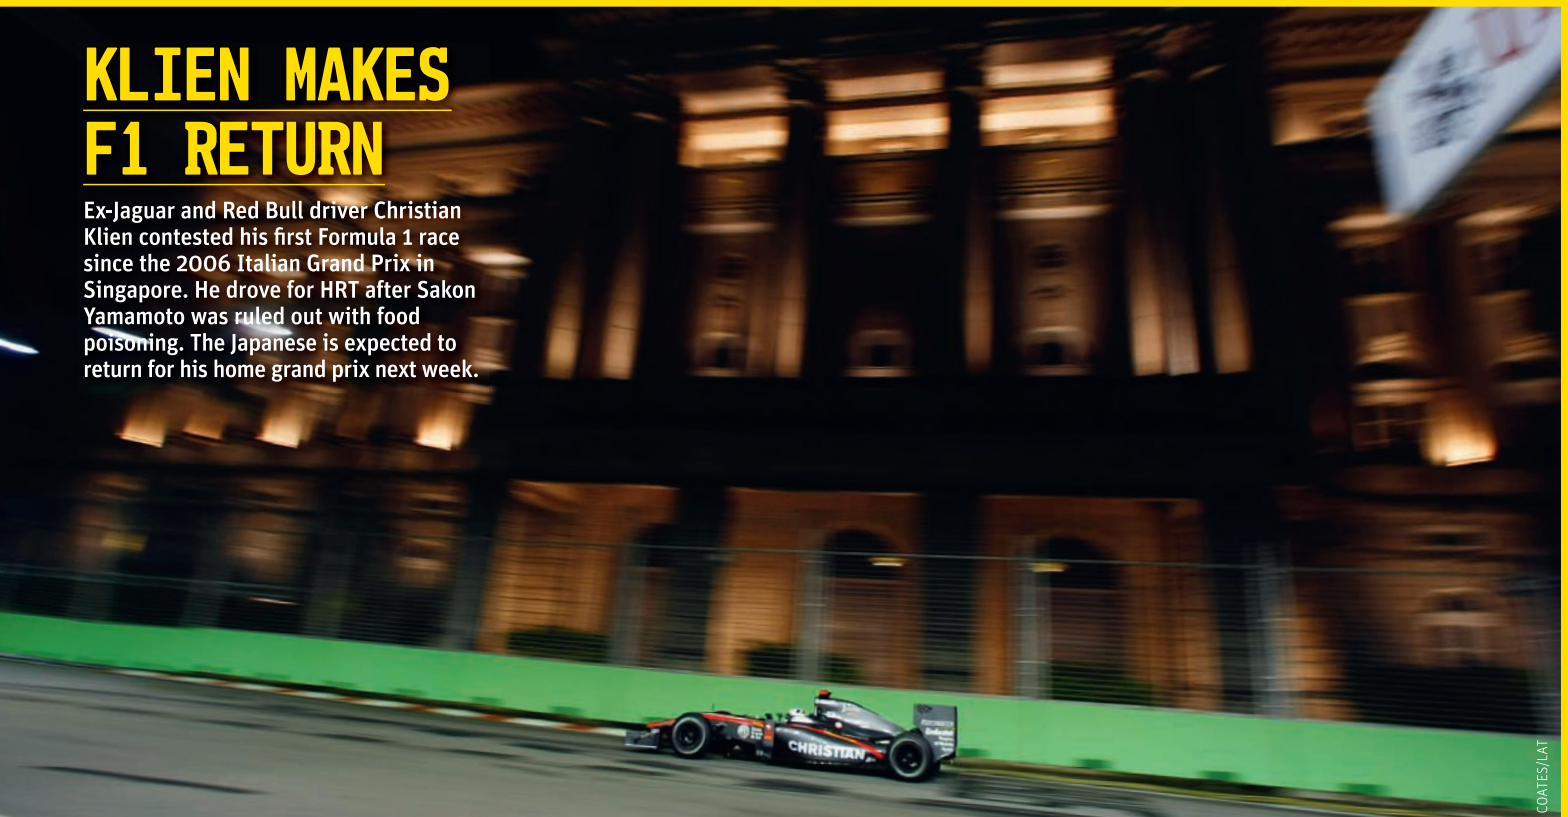 KLIEN MAKES
F1 RETURN
Ex-Jaguar and Red Bull driver Christian
Klien contested his first Formula 1 race
since the 2006 Italian Grand Prix in
Singapore. He drove for HRT after Sakon
Yamamoto was ruled out with food
poisoning. The Japanese is expected to
return for his home grand prix next week.
CHRISTIAN
COATES/LAT